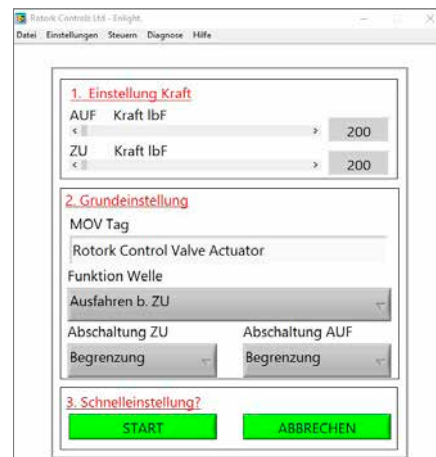 Rotork Controls Ltd - Enlight.
Datei Einstellungen Steuern Diagnose Hilfe
1. Einstellung Kraft
AUF Kraft lbF
200
ZU Kraft lbF
200
2. Grundeinstellung
MOV Tag
Rotork Control Valve Actuator
Funktion Welle
Ausfahren b. ZU
Abschaltung ZU Abschaltung AUF
Begrenzung Begrenzung
3. Schnelleinstellung?
START ABBRECHEN